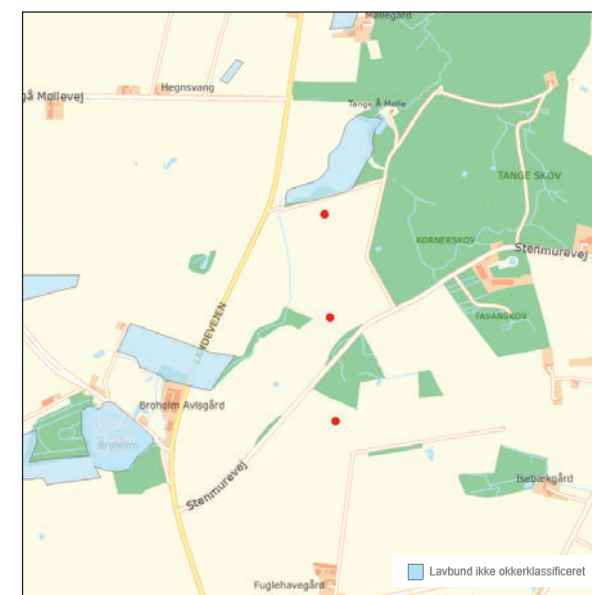 Møllegård
Hegnsvang
gå Møllevej
Tange Å Mølle
TANGE SKOV
KØRNERSKOV
Stenmurevej
FASANSKOV
LANDEVEJEN
Broholm Avlsgård
Broholm
Stenmurevej
Isebækgård
Lavbund ikke okkerklassificeret
Fuglehavegård